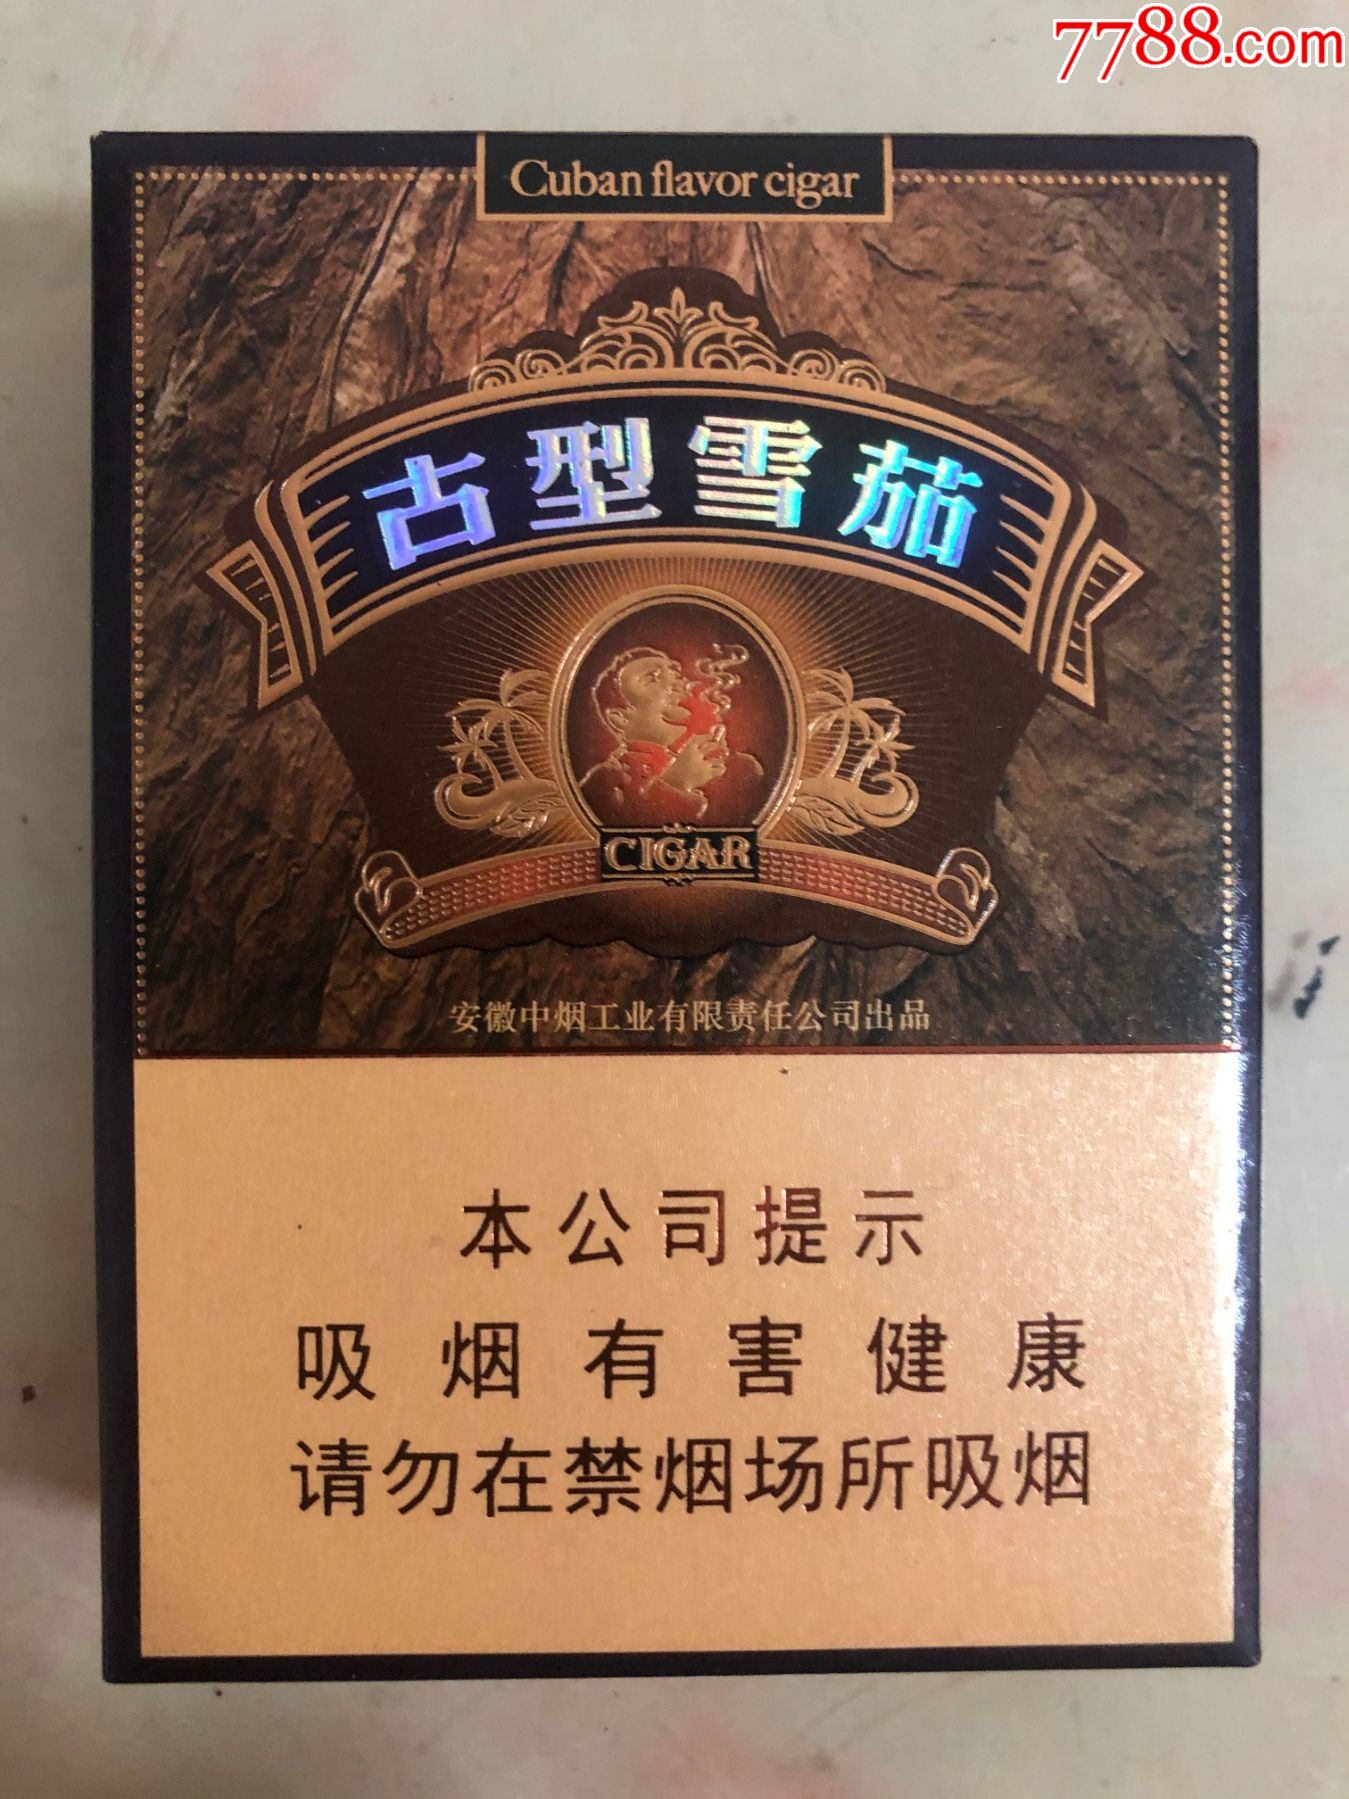 7788.com
Cuban flavor cigar
古型雪茄
CIGAR
安徽中烟工业有限责任公司出品
本公司提示
吸烟有害健康
请勿在禁烟场所吸烟